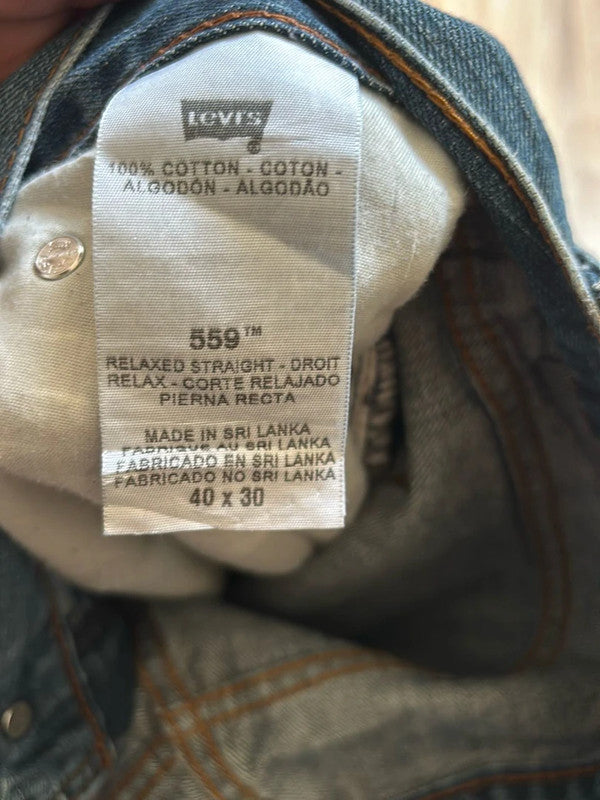 Levi's
®
100% COTTON - COTON -
ALGODÓN - ALGODÃO
559™
RELAXED STRAIGHT - DROIT
RELAX - CORTE RELAJADO
PIERNA RECTA
MADE IN SRI LANKA
FABRIQUÉ AU SRI LANKA
FABRICADO EN SRI LANKA
FABRICADO NO SRI LANKA
40 x 30